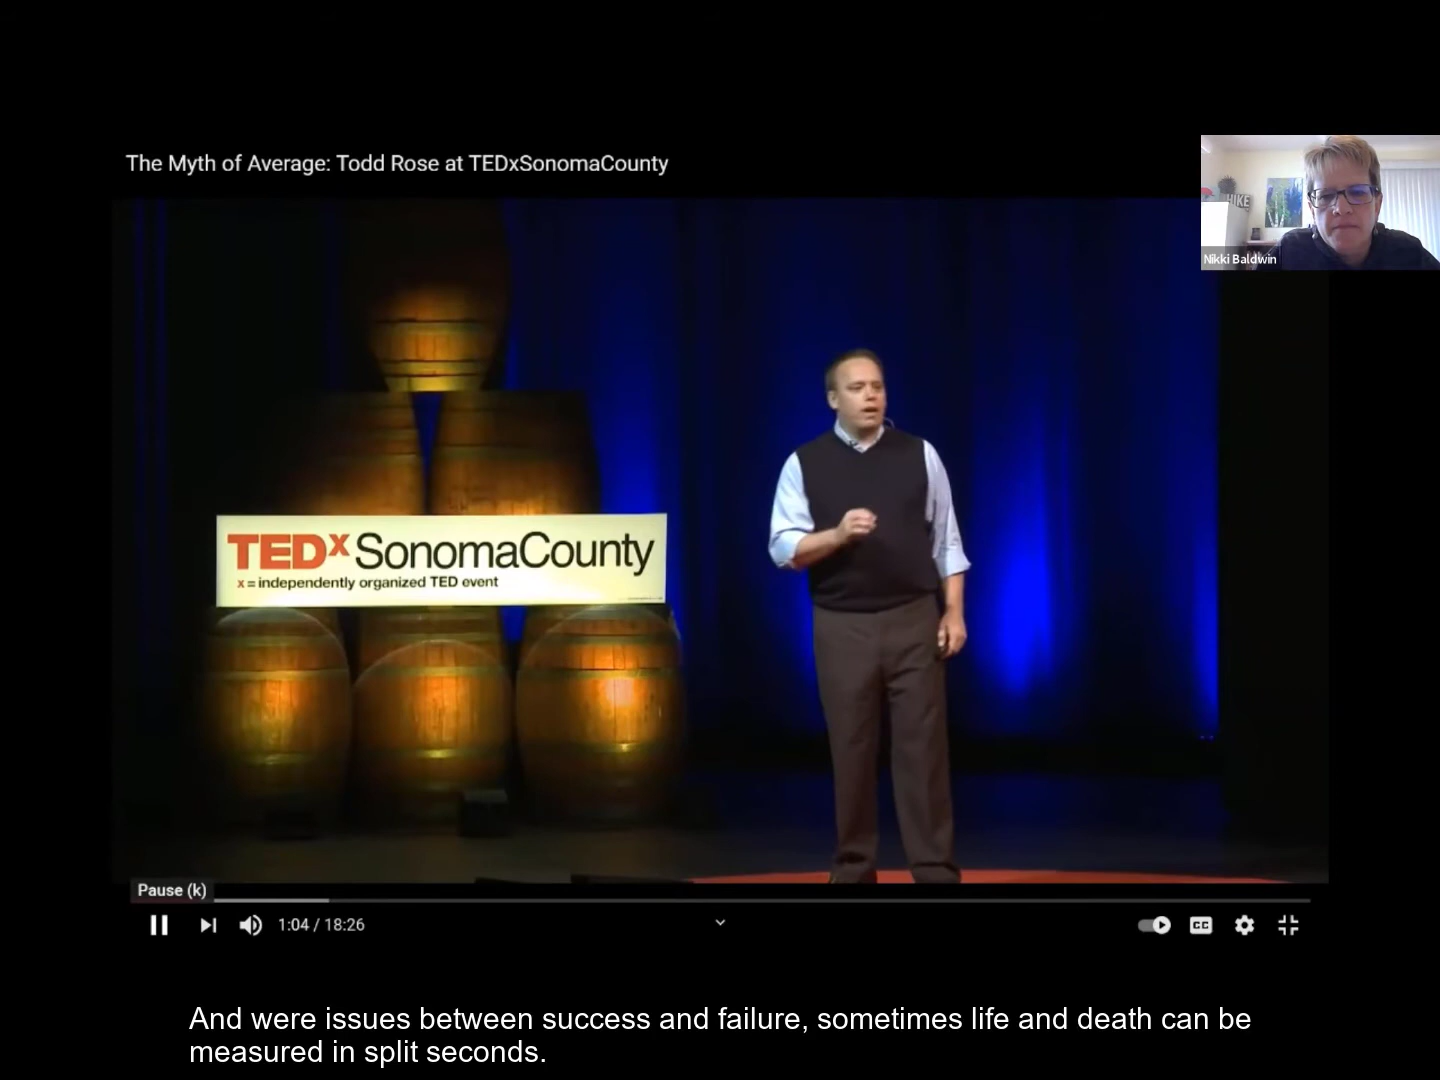 The Myth of Average: Todd Rose at TEDxSonomaCounty
HIKE
Nikki Baldwin
TEDx SonomaCounty
x = independently organized TED event
Pause (k)
1:04 / 18:26
CC
And were issues between success and failure, sometimes life and death can be
measured in split seconds.